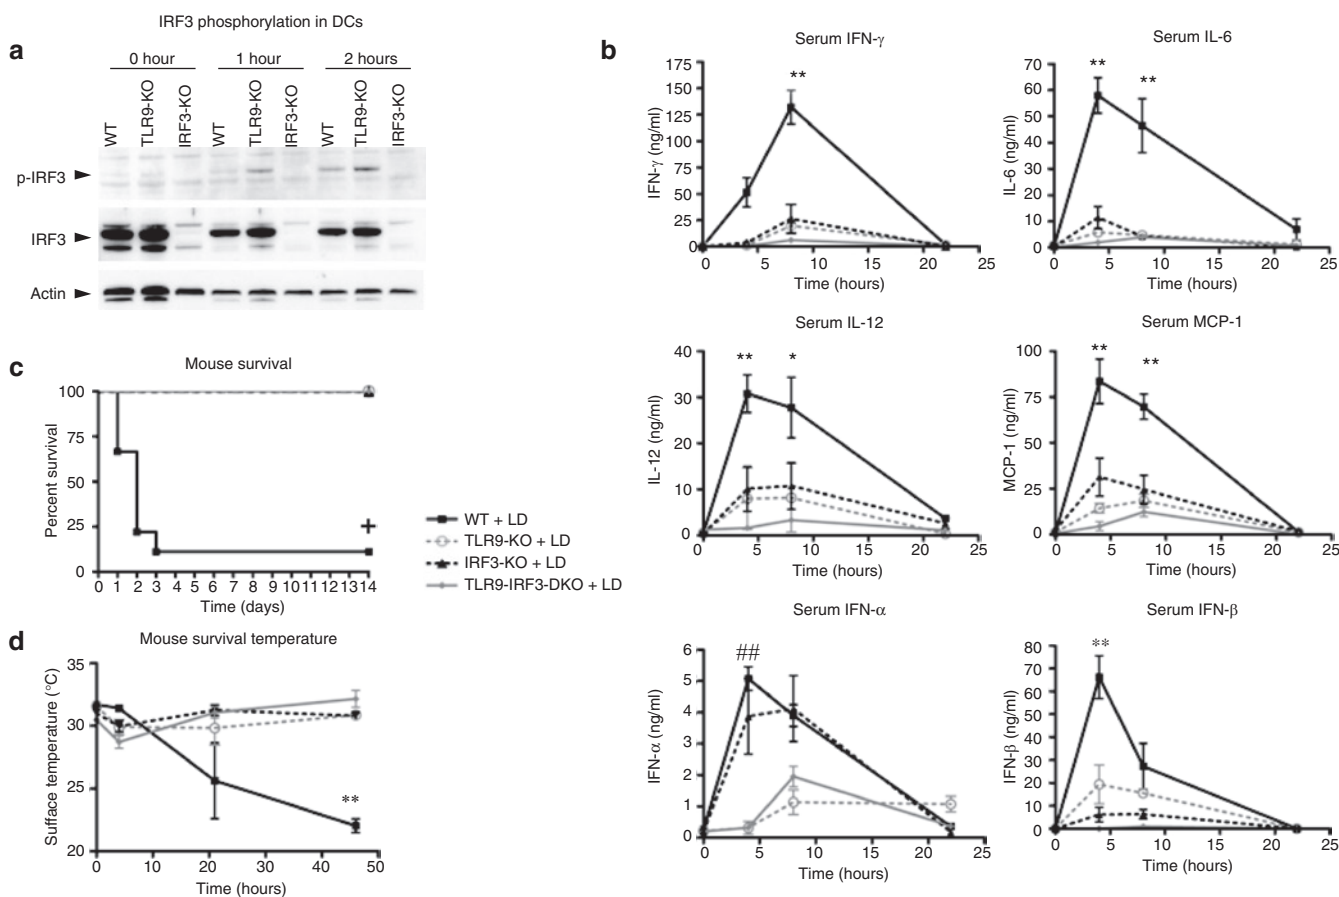 IRF3 phosphorylation in DCs
a
0 hour 1 hour 2 hours
WT TLR9-KO IRF3-KO WT TLR9-KO IRF3-KO WT TLR9-KO IRF3-KO
p-IRF3
IRF3
Actin
b
Serum IFN-γ
IFN-γ (ng/ml)
175
150
125
100
75
50
25
0
**
0 5 10 15 20 25
Time (hours)
Serum IL-6
IL-6 (ng/ml)
70
60
50
40
30
20
10
0
** **
0 5 10 15 20 25
Time (hours)
Serum IL-12
IL-12 (ng/ml)
40
30
20
10
0
** *
0 5 10 15 20 25
Time (hours)
Serum MCP-1
MCP-1 (ng/ml)
100
75
50
25
0
** **
0 5 10 15 20 25
Time (hours)
Serum IFN-α
IFN-α (ng/ml)
6
5
4
3
2
1
0
##
0 5 10 15 20 25
Time (hours)
Serum IFN-β
IFN-β (ng/ml)
80
70
60
50
40
30
20
10
0
**
0 5 10 15 20 25
Time (hours)
c
Mouse survival
Percent survival
100
75
50
25
0
+
0 1 2 3 4 5 6 7 8 9 10 11 12 13 14
Time (days)
WT + LD
TLR9-KO + LD
IRF3-KO + LD
TLR9-IRF3-DKO + LD
d
Mouse survival temperature
Sufface temperature (°C)
35
30
25
20
**
0 10 20 30 40 50
Time (hours)